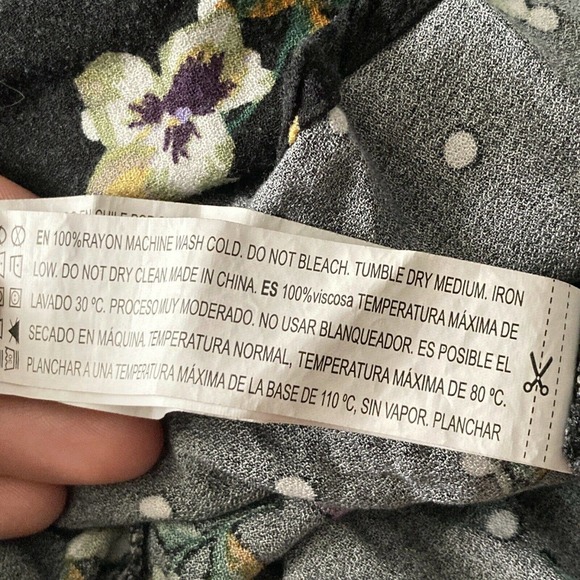 EN CHILE POR
EN 100%RAYON MACHINE WASH COLD. DO NOT BLEACH. TUMBLE DRY MEDIUM. IRON
LOW. DO NOT DRY CLEAN.MADE IN CHINA. ES 100%viscosa TEMPERATURA MÁXIMA DE
LAVADO 30 ºC. PROCESO MUY MODERADO. NO USAR BLANQUEADOR. ES POSIBLE EL
SECADO EN MÁQUINA.TEMPERATURA NORMAL, TEMPERATURA MÁXIMA DE 80 ºC.
PLANCHAR A UNA TEMPERATURA MÁXIMA DE LA BASE DE 110 ºC, SIN VAPOR. PLANCHAR